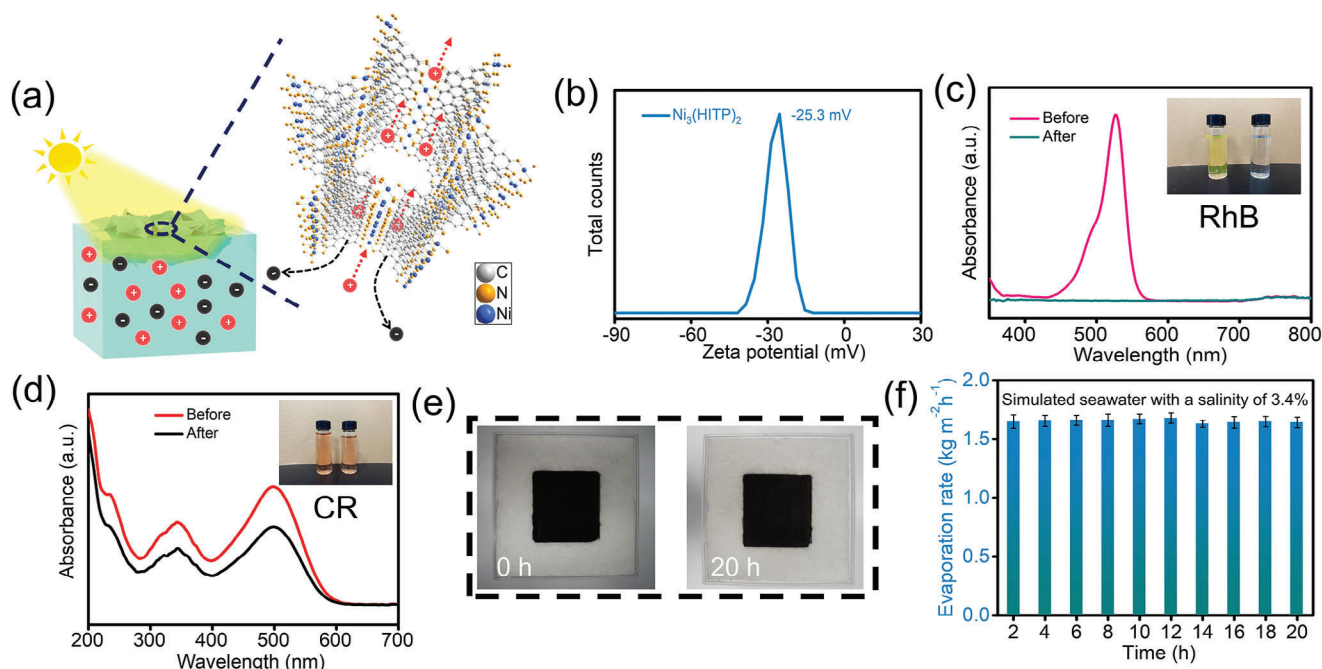 (a)
+
-
C
N
Ni
(b)
Ni₃(HITP)₂
-25.3 mV
Total counts
-90
-60
-30
0
30
Zeta potential (mV)
(c)
Before
After
RhB
Absorbance (a.u.)
400
500
600
700
800
Wavelength (nm)
(d)
Before
After
CR
Absorbance (a.u.)
200
300
400
500
600
700
Wavelength (nm)
(e)
0 h
20 h
(f)
Simulated seawater with a salinity of 3.4%
Evaporation rate (kg m⁻²h⁻¹)
2.0
1.5
1.0
0.5
0.0
2 4 6 8 10 12 14 16 18 20
Time (h)